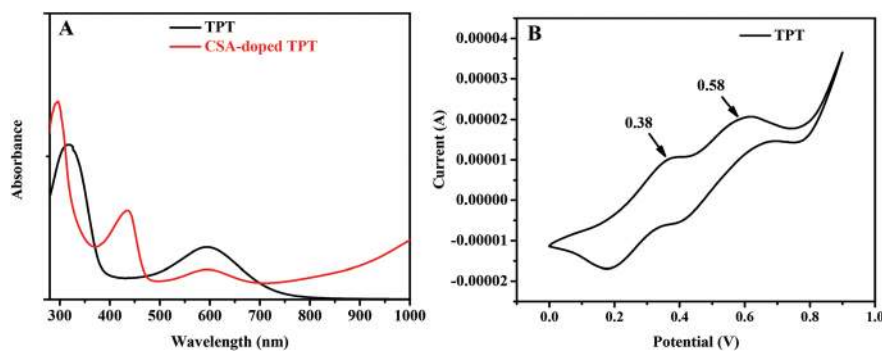 A
TPT
CSA-doped TPT
Absorbance
300 400 500 600 700 800 900 1000
Wavelength (nm)
B
TPT
0.58
0.38
Current (A)
0.00004
0.00003
0.00002
0.00001
0.00000
-0.00001
-0.00002
0.0 0.2 0.4 0.6 0.8 1.0
Potential (V)